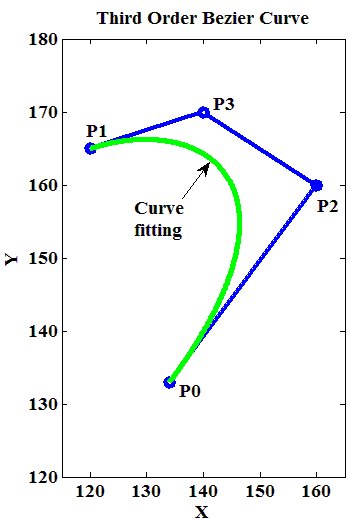 Third Order Bezier Curve
180
170
160
150
140
130
120
Y
P3
P1
P2
Curve
fitting
P0
120
130
140
150
160
X